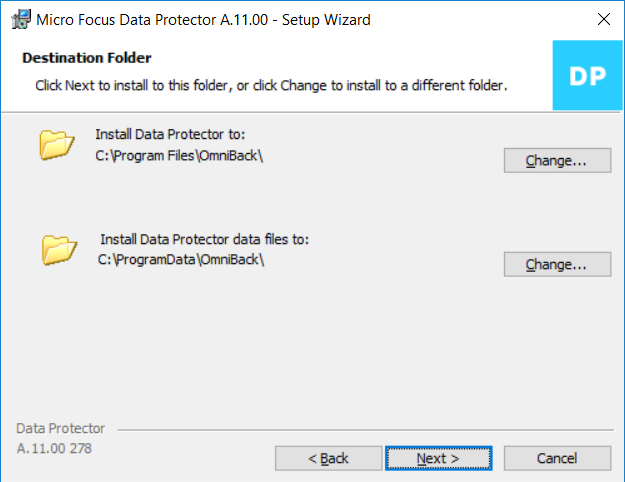 Micro Focus Data Protector A.11.00 - Setup Wizard
Destination Folder
Click Next to install to this folder, or click Change to install to a different folder.
DP
Install Data Protector to:
C:\Program Files\OmniBack\
Change...
Install Data Protector data files to:
C:\ProgramData\OmniBack\
Change...
Data Protector
A.11.00 278
< Back
Next >
Cancel